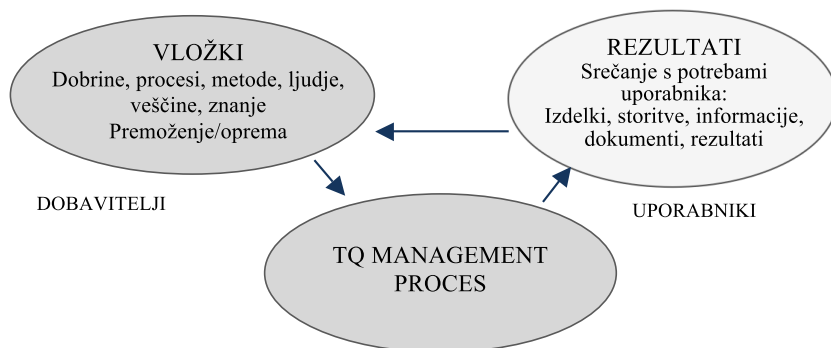 VLOŽKI
Dobrine, procesi, metode, ljudje,
veščine, znanje
Premoženje/oprema
REZULTATI
Srečanje s potrebami
uporabnika:
Izdelki, storitve, informacije,
dokumenti, rezultati
DOBAVITELJI
UPORABNIKI
TQ MANAGEMENT
PROCES